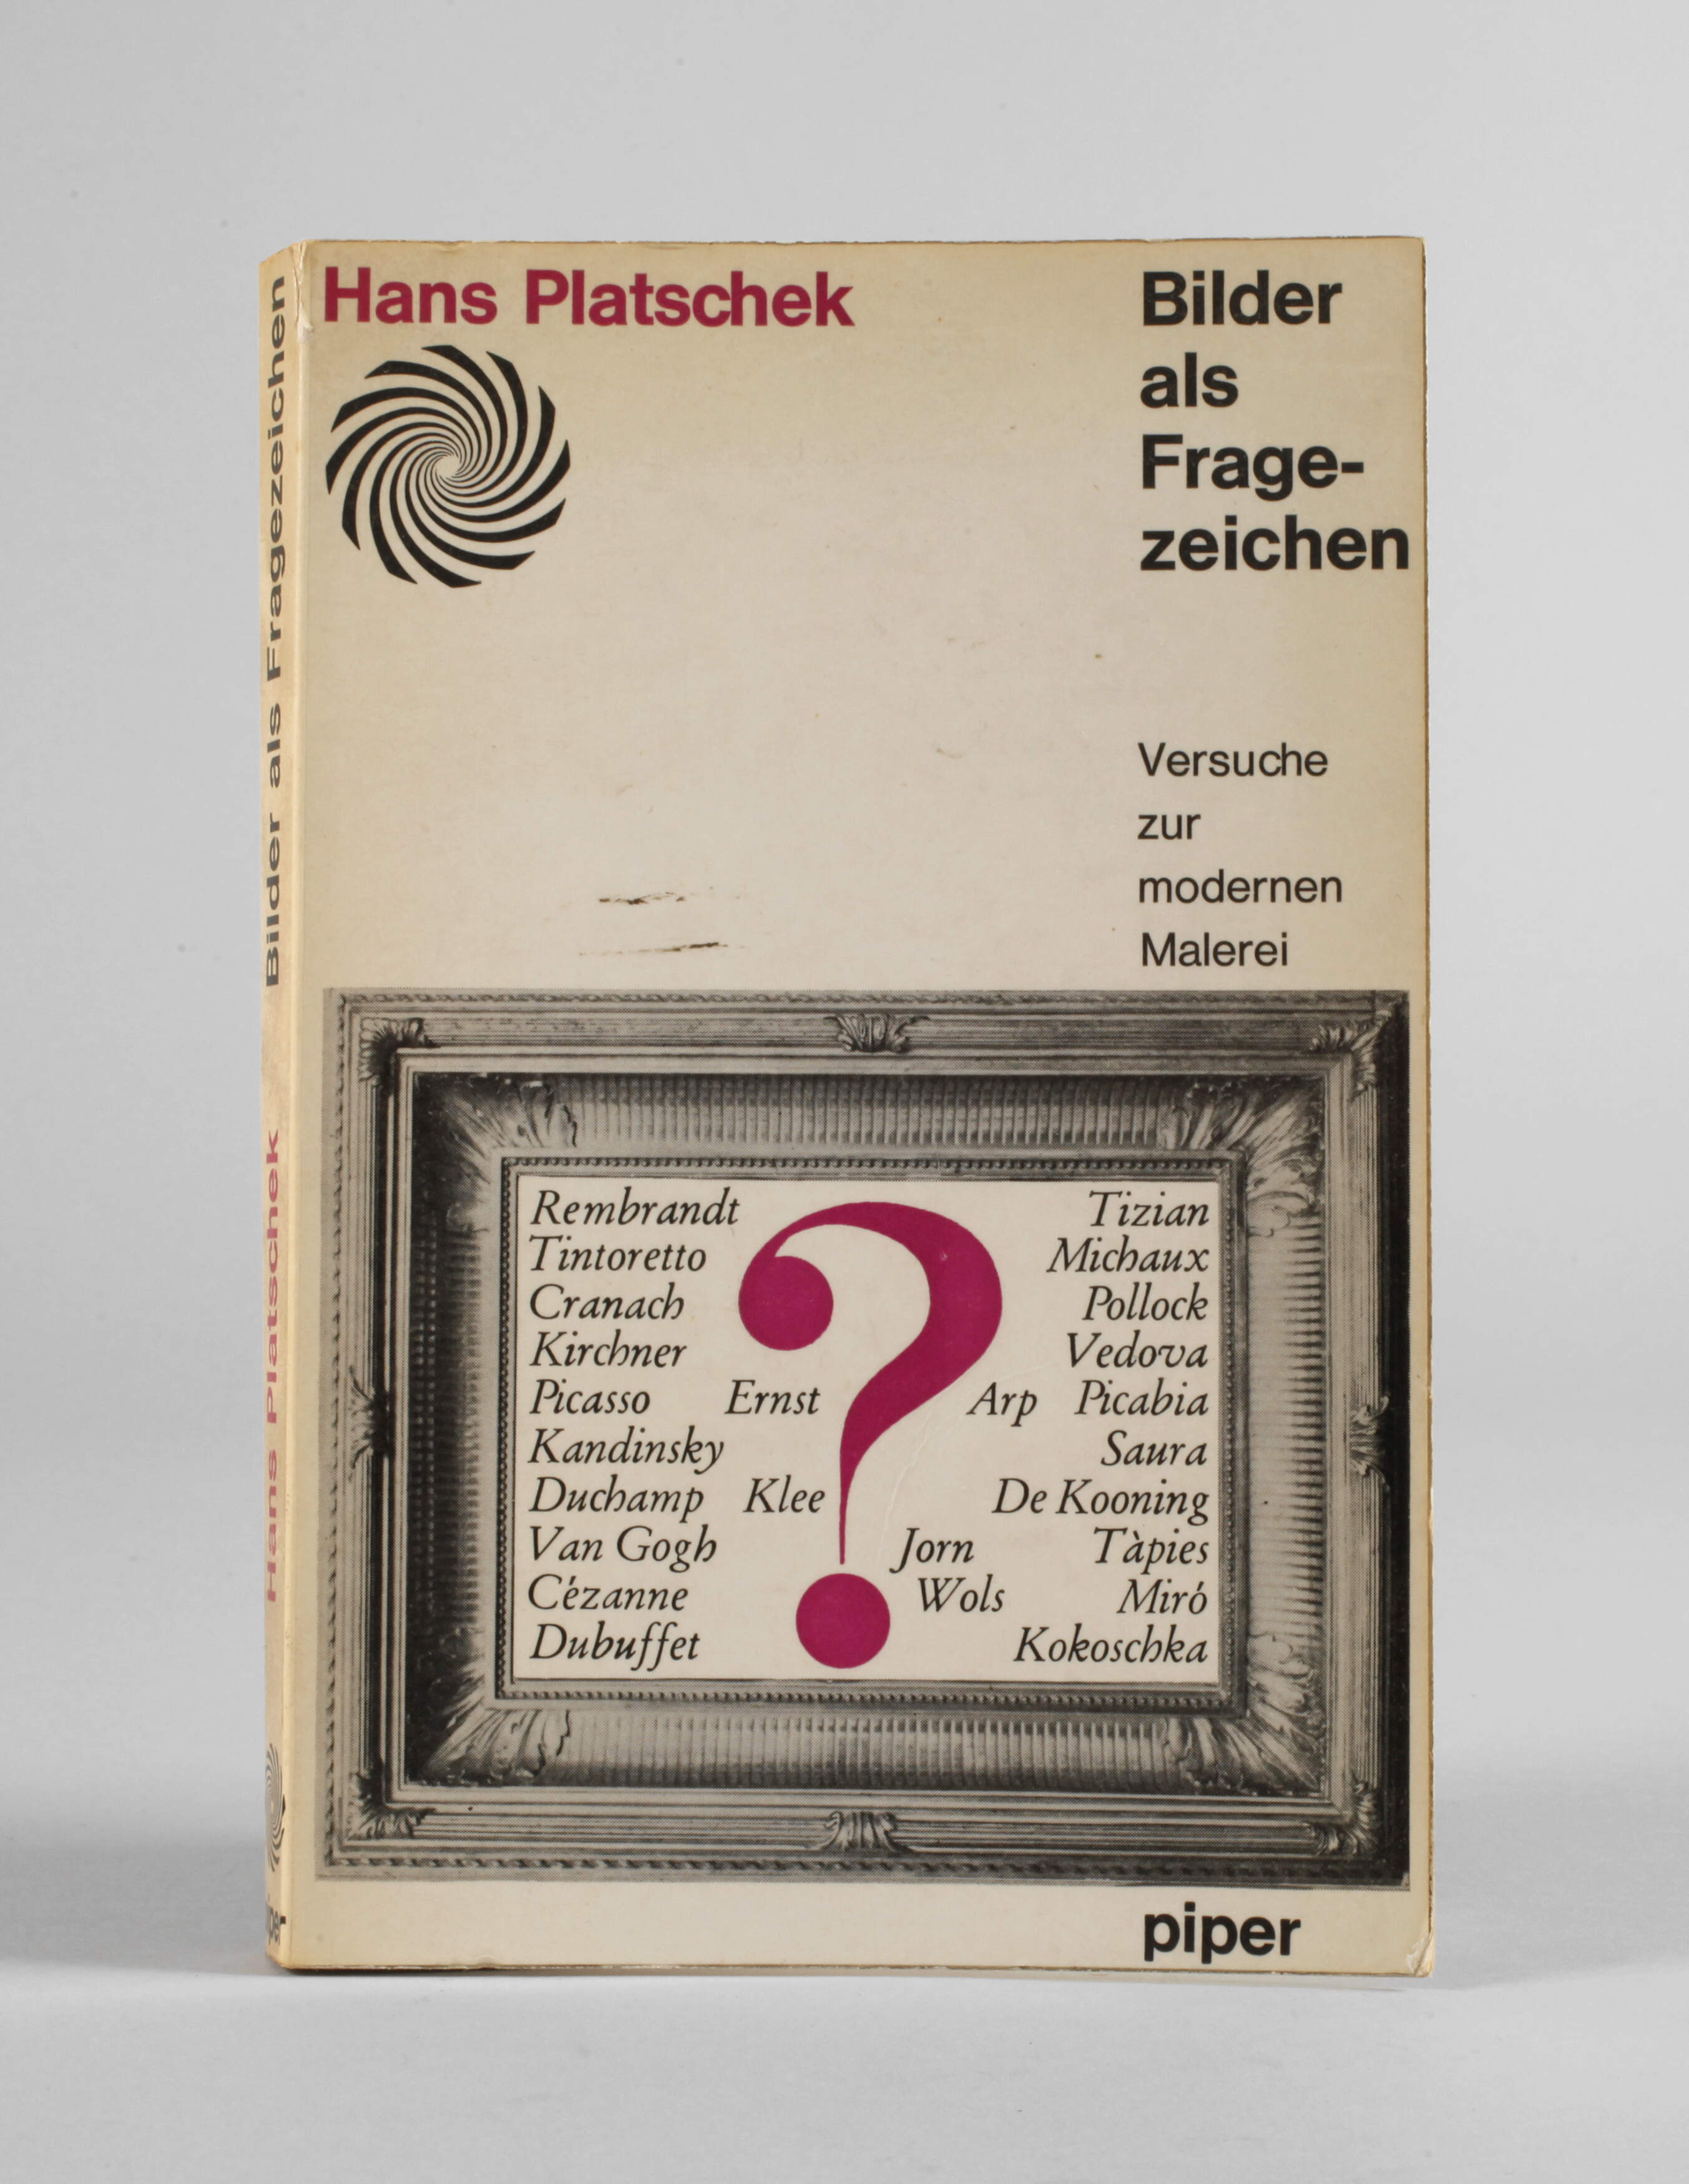 Hans Platschek
Bilder
als
Frage-
zeichen
Versuche
zur
modernen
Malerei
Rembrandt Tizian
Tintoretto Michaux
Cranach Pollock
Kirchner Vedova
Picasso Ernst Arp Picabia
Kandinsky Saura
Duchamp Klee De Kooning
Van Gogh Jorn Tàpies
Cézanne Wols Miró
Dubuffet Kokoschka
piper
Hans Platschek Bilder als Fragezeichen
piper